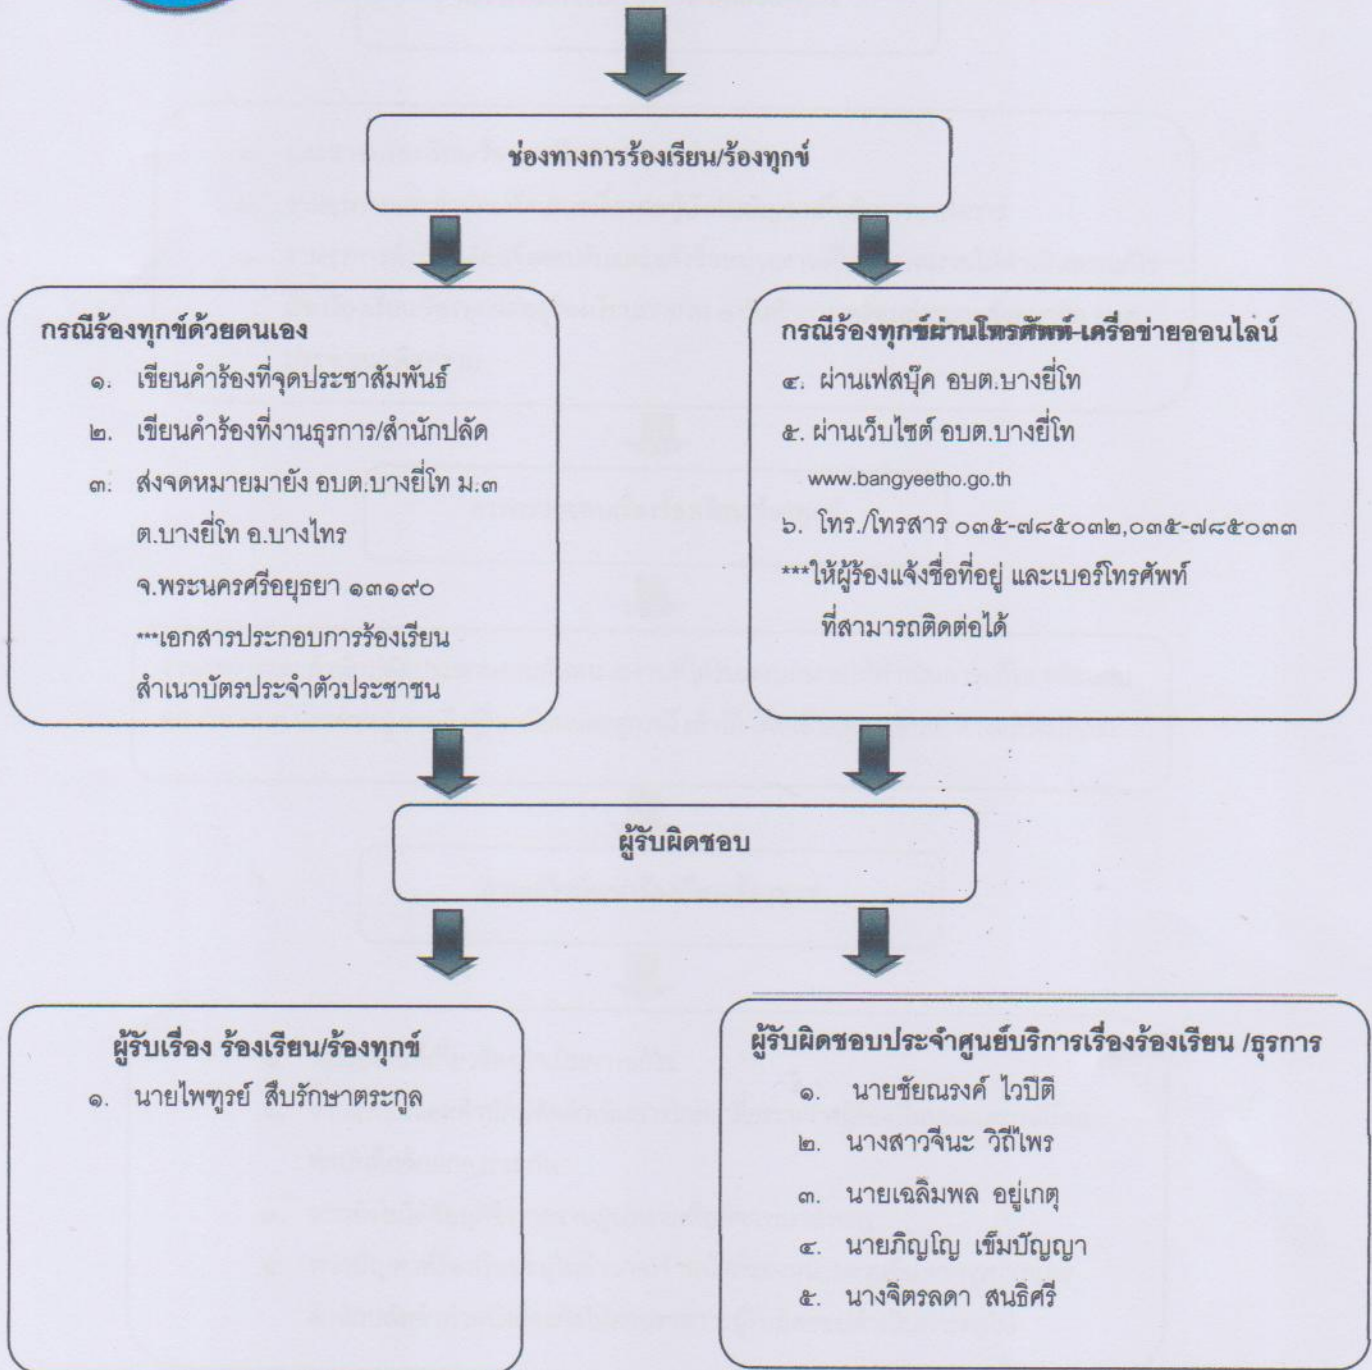 ช่องทางการร้องเรียน/ร้องทุกข์
กรณีร้องทุกข์ด้วยตนเอง
๑. เขียนคำร้องที่จุดประชาสัมพันธ์
๒. เขียนคำร้องที่งานธุรการ/สำนักปลัด
๓. ส่งจดหมายมายัง อบต.บางยี่โท ม.๓
ต.บางยี่โท อ.บางไทร
จ.พระนครศรีอยุธยา ๑๓๑๙๐
***เอกสารประกอบการร้องเรียน
สำเนาบัตรประจำตัวประชาชน
กรณีร้องทุกข์ผ่านโทรศัพท์-เครื่อข่ายออนไลน์
๔. ผ่านเฟสบุ๊ค อบต.บางยี่โท
๕. ผ่านเว็บไซต์ อบต.บางยี่โท
www.bangyeetho.go.th
๖. โทร./โทรสาร ๐๓๕-๗๘๕๐๓๒,๐๓๕-๗๘๕๐๓๓
***ให้ผู้ร้องแจ้งชื่อที่อยู่ และเบอร์โทรศัพท์
ที่สามารถติดต่อได้
ผู้รับผิดชอบ
ผู้รับเรื่อง ร้องเรียน/ร้องทุกข์
๑. นายไพฑูรย์ สืบรักษาตระกูล
ผู้รับผิดชอบประจำศูนย์บริการเรื่องร้องเรียน /ธุรการ
๑. นายชัยณรงค์ ไวปิติ
๒. นางสาวจีนะ วิถีไพร
๓. นายเฉลิมพล อยู่เกตุ
๔. นายภิญโญ เข็มปัญญา
๕. นางจิตรลดา สนธิศรี